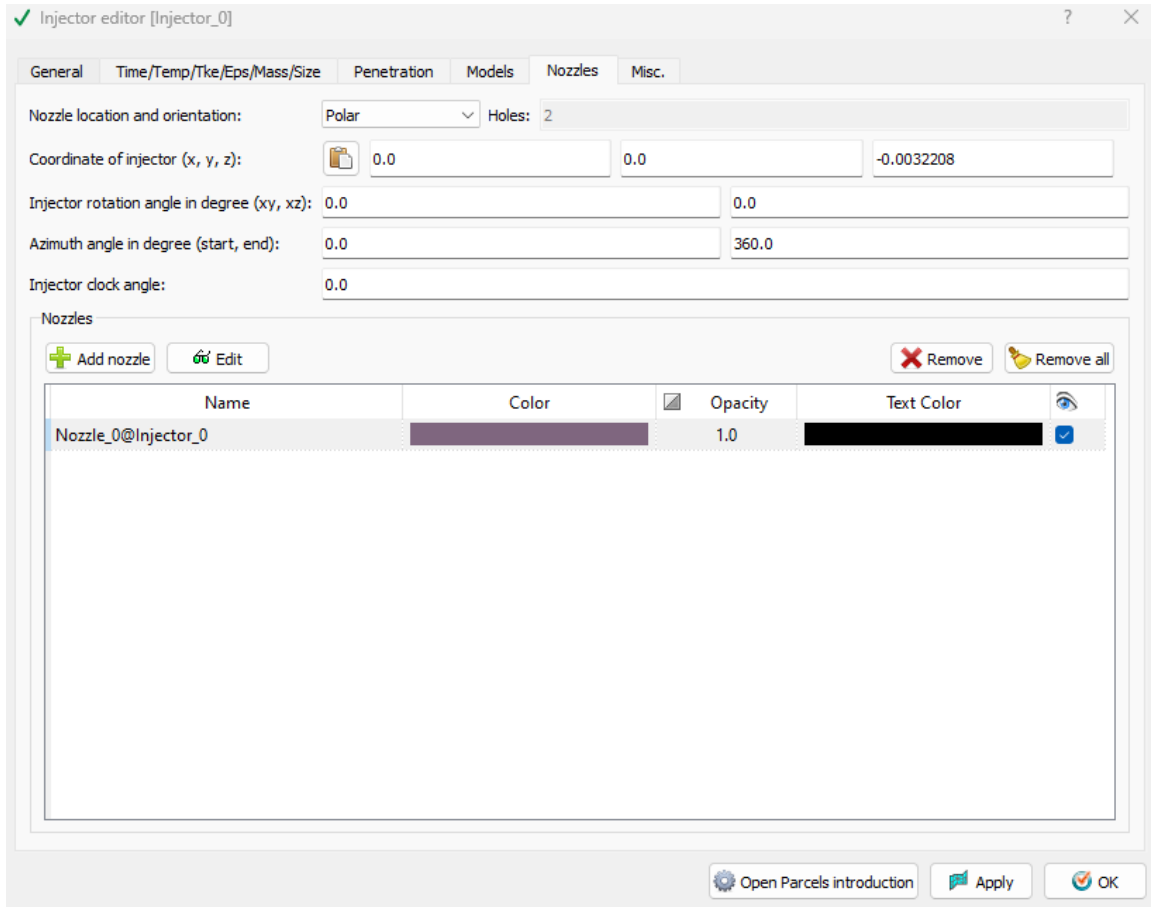 Injector editor [Injector_0] ?
General Time/Temp/Tke/Eps/Mass/Size Penetration Models Nozzles Misc.
Nozzle location and orientation: Polar Holes: 2
Coordinate of injector (x, y, z): 0.0 0.0 -0.0032208
Injector rotation angle in degree (xy, xz): 0.0 0.0
Azimuth angle in degree (start, end): 0.0 360.0
Injector clock angle: 0.0
Nozzles
Add nozzle Edit Remove Remove all
Name Color Opacity Text Color
Nozzle_0@Injector_0 1.0
Open Parcels introduction Apply OK